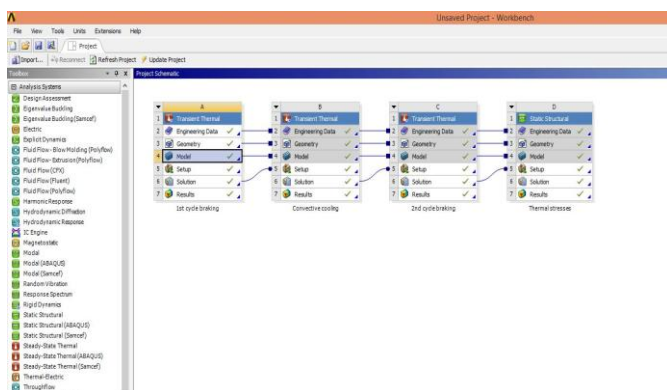 Unsaved Project - Workbench
File View Tools Units Extensions Help
Project
Import... Reconnect Refresh Project Update Project
Toolbox
Project Schematic
Analysis Systems
Design Assessment
Eigenvalue Buckling
Eigenvalue Buckling (Samcef)
Electric
Explicit Dynamics
Fluid Flow - Blow Molding (Polyflow)
Fluid Flow - Extrusion (Polyflow)
Fluid Flow (CFX)
Fluid Flow (Fluent)
Fluid Flow (Polyflow)
Harmonic Response
Hydrodynamic Diffraction
Hydrodynamic Response
IC Engine
Magnetostatic
Modal
Modal (ABAQUS)
Modal (Samcef)
Random Vibration
Response Spectrum
Rigid Dynamics
Static Structural
Static Structural (ABAQUS)
Static Structural (Samcef)
Steady-State Thermal
Steady-State Thermal (ABAQUS)
Steady-State Thermal (Samcef)
Thermal-Electric
Throughflow
A
1 Transient Thermal
2 Engineering Data
3 Geometry
4 Model
5 Setup
6 Solution
7 Results
1st cycle braking
B
1 Transient Thermal
2 Engineering Data
3 Geometry
4 Model
5 Setup
6 Solution
7 Results
Convective cooling
C
1 Transient Thermal
2 Engineering Data
3 Geometry
4 Model
5 Setup
6 Solution
7 Results
2nd cycle braking
D
1 Static Structural
2 Engineering Data
3 Geometry
4 Model
5 Setup
6 Solution
7 Results
Thermal stresses